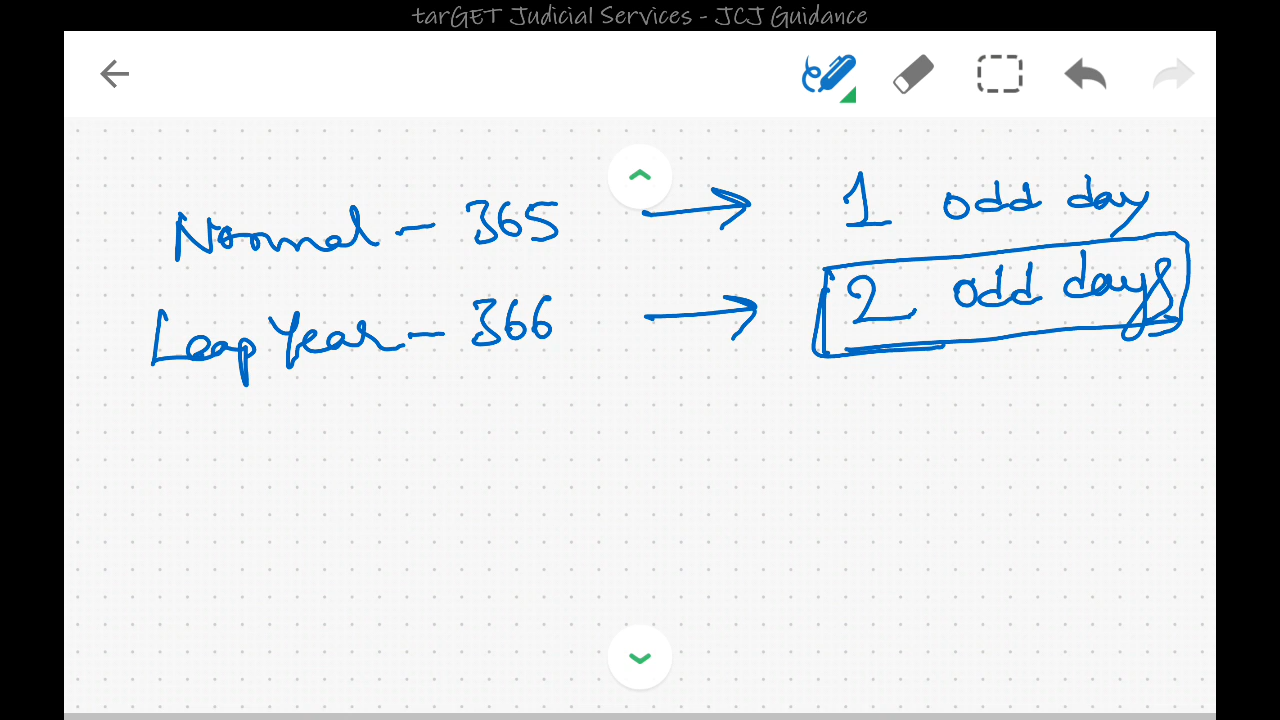 tarGET Judicial Services - JCJ Guidance
Normal - 365 → 1 odd day
Leap Year - 366 → 2 odd days